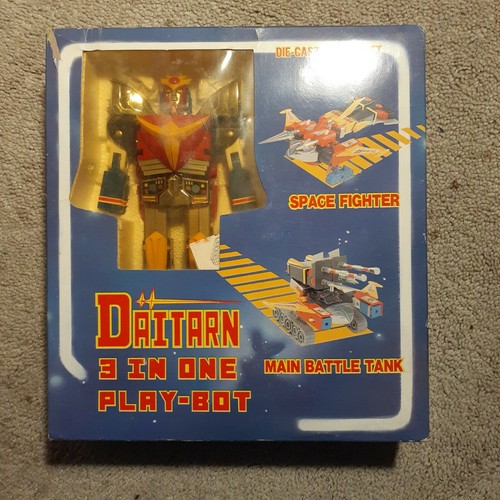 DIE-CAST
SPACE FIGHTER
MAIN BATTLE TANK
DAITARN
3 IN ONE
PLAY-BOT